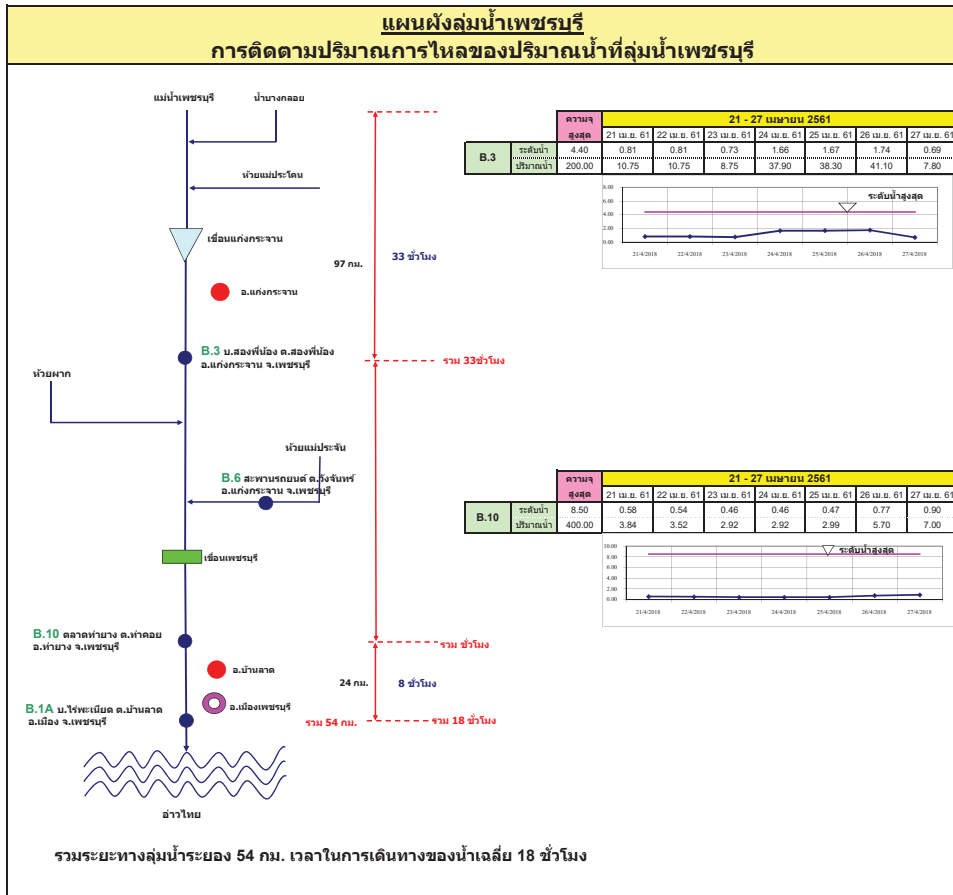 แผนผังลุ่มน้ำเพชรบุรี
การติดตามปริมาณการไหลของปริมาณน้ำที่ลุ่มน้ำเพชรบุรี
แม่น้ำเพชรบุรี
น้ำบางกลอย
ห้วยแม่ประโดน
เขื่อนแก่งกระจาน
อ.แก่งกระจาน
97 กม.
33 ชั่วโมง
B.3 บ.สองพี่น้อง ต.สองพี่น้อง
อ.แก่งกระจาน จ.เพชรบุรี
รวม 33ชั่วโมง
ห้วยผาก
ห้วยแม่ประจัน
B.6 สะพานรถยนต์ ต.วังจันทร์
อ.แก่งกระจาน จ.เพชรบุรี
เขื่อนเพชรบุรี
B.10 ตลาดท่ายาง ต.ท่าคอย
อ.ท่ายาง จ.เพชรบุรี
รวม ชั่วโมง
อ.บ้านลาด
24 กม.
8 ชั่วโมง
อ.เมืองเพชรบุรี
B.1A บ.ไร่พะเนียด ต.บ้านลาด
อ.เมือง จ.เพชรบุรี
รวม 54 กม.
รวม 18 ชั่วโมง
อ่าวไทย
ความจุ 21 - 27 เมษายน 2561
สูงสุด 21 เม.ย. 61 22 เม.ย. 61 23 เม.ย. 61 24 เม.ย. 61 25 เม.ย. 61 26 เม.ย. 61 27 เม.ย. 61
B.3
ระดับน้ำ 4.40 0.81 0.81 0.73 1.66 1.67 1.74 0.69
ปริมาณน้ำ 200.00 10.75 10.75 8.75 37.90 38.30 41.10 7.80
ระดับน้ำสูงสุด
8.00
6.00
4.00
2.00
0.00
21/4/2018 22/4/2018 23/4/2018 24/4/2018 25/4/2018 26/4/2018 27/4/2018
ความจุ 21 - 27 เมษายน 2561
สูงสุด 21 เม.ย. 61 22 เม.ย. 61 23 เม.ย. 61 24 เม.ย. 61 25 เม.ย. 61 26 เม.ย. 61 27 เม.ย. 61
B.10
ระดับน้ำ 8.50 0.58 0.54 0.46 0.46 0.47 0.77 0.90
ปริมาณน้ำ 400.00 3.84 3.52 2.92 2.92 2.99 5.70 7.00
ระดับน้ำสูงสุด
10.00
8.00
6.00
4.00
2.00
0.00
21/4/2018 22/4/2018 23/4/2018 24/4/2018 25/4/2018 26/4/2018 27/4/2018
รวมระยะทางลุ่มน้ำระยอง 54 กม. เวลาในการเดินทางของน้ำเฉลี่ย 18 ชั่วโมง